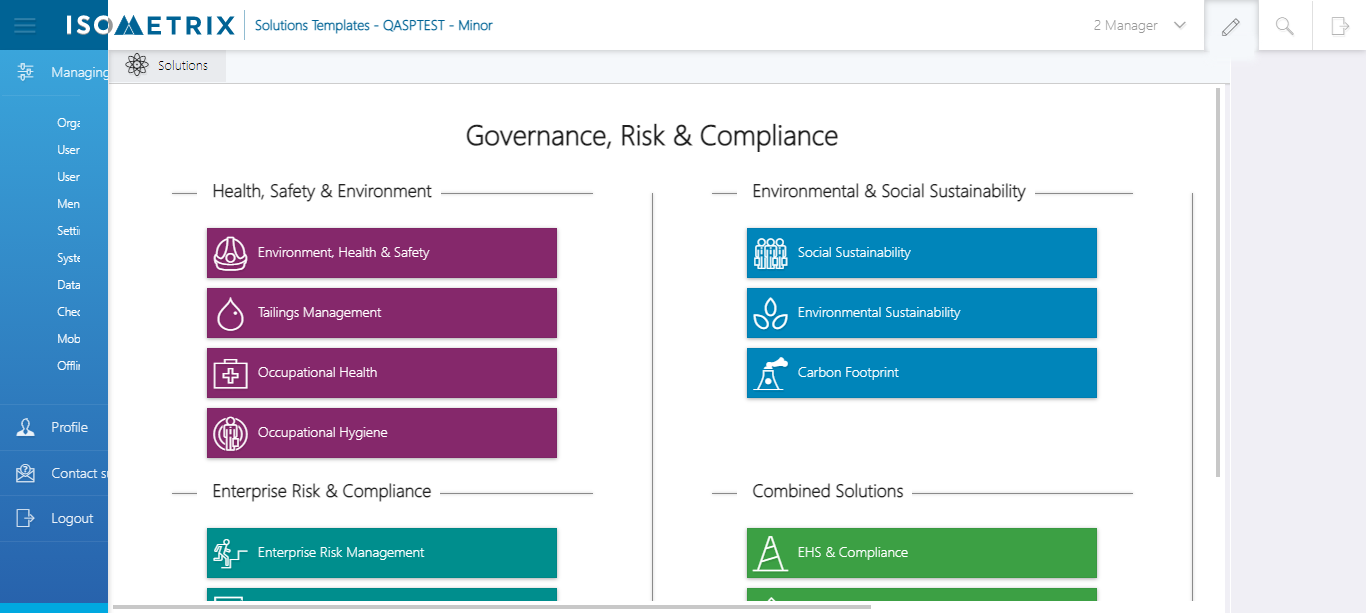 ISOMETRIX
Solutions Templates - QASPTEST - Minor
2 Manager
Managing
Solutions
Orga
User
User
Men
Setti
Syste
Data
Chec
Mob
Offlin
Profile
Contact su
Logout
Governance, Risk & Compliance
Health, Safety & Environment
Environment, Health & Safety
Tailings Management
Occupational Health
Occupational Hygiene
Environmental & Social Sustainability
Social Sustainability
Environmental Sustainability
Carbon Footprint
Enterprise Risk & Compliance
Enterprise Risk Management
Combined Solutions
EHS & Compliance